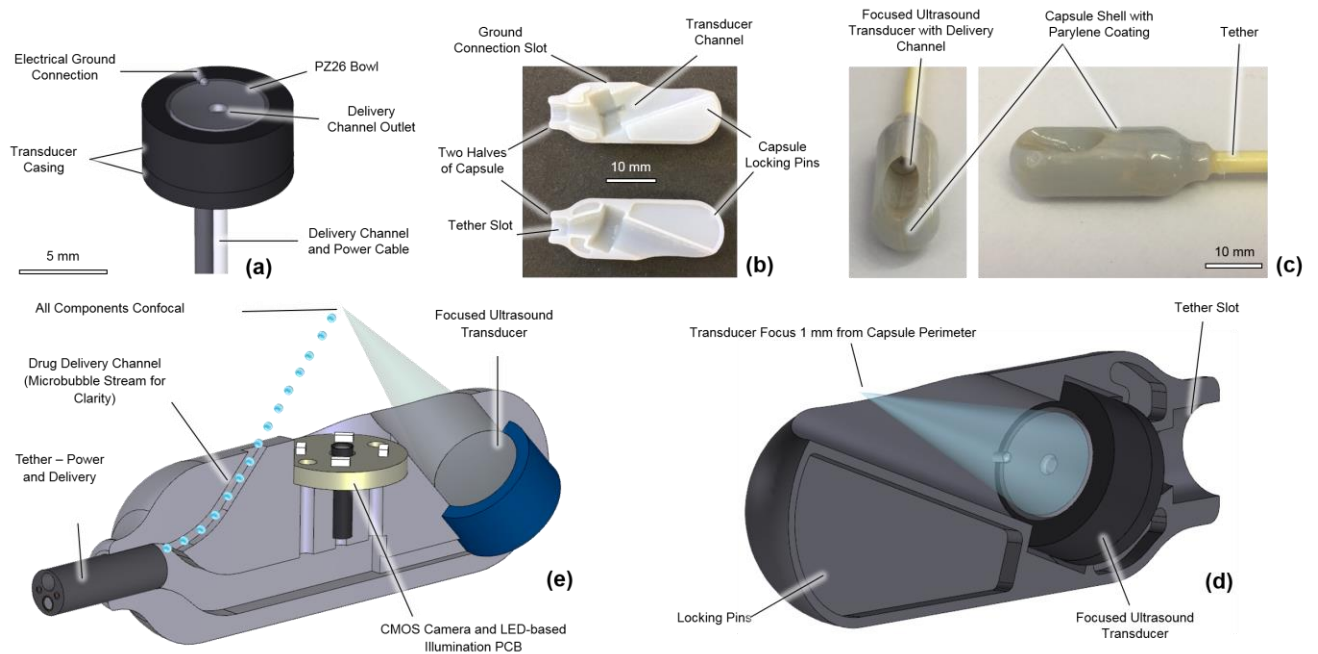 Electrical Ground
Connection
PZ26 Bowl
Delivery
Channel Outlet
Transducer
Casing
Delivery Channel
and Power Cable
5 mm
(a)
Ground
Connection Slot
Transducer
Channel
Two Halves
of Capsule
10 mm
Capsule
Locking Pins
Tether Slot
(b)
Focused Ultrasound
Transducer with Delivery
Channel
Capsule Shell with
Parylene Coating
Tether
10 mm
(c)
All Components Confocal
Focused Ultrasound
Transducer
Drug Delivery Channel
(Microbubble Stream for
Clarity)
Tether – Power
and Delivery
CMOS Camera and LED-based
Illumination PCB
(e)
Transducer Focus 1 mm from Capsule Perimeter
Tether Slot
Locking Pins
Focused Ultrasound
Transducer
(d)